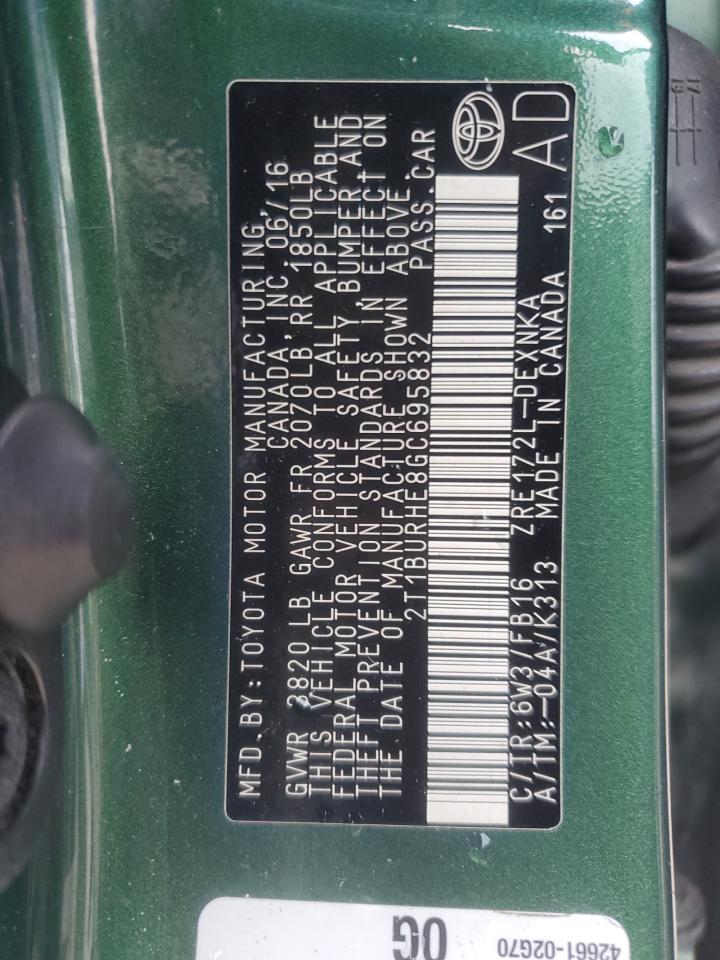 MFD.BY:TOYOTA MOTOR MANUFACTURING
CANADA,INC.06/16
GVWR 3820LB GAWR FR 2070LB,RR 1850LB
THIS VEHICLE CONFORMS TO ALL APPLICABLE
FEDERAL MOTOR VEHICLE SAFETY,BUMPER,AND
THEFT PREVENTION STANDARDS IN EFFECT ON
THE DATE OF MANUFACTURE SHOWN ABOVE
2T1BURHE8GC695832 PASS.CAR
C/TR:6W3/FB16 ZRE172L-DEXNKA
A/TM:-04A/K313 MADE IN CANADA 161
AD
0G
42661-02G70